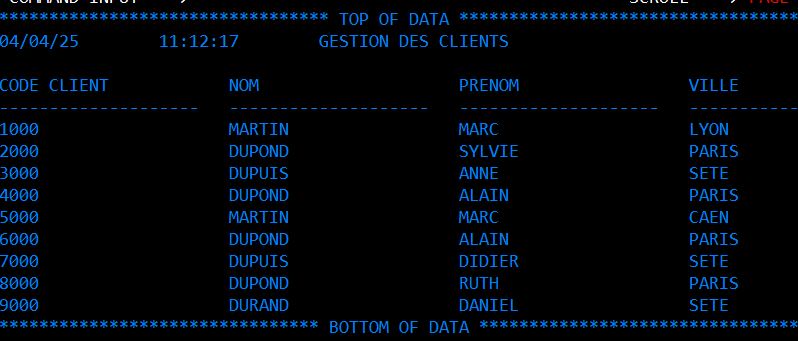 COMMAND INPUT SCROLL PAGE
******************************** TOP OF DATA **********************************
04/04/25 11:12:17 GESTION DES CLIENTS
CODE CLIENT NOM PRENOM VILLE
-------------------- -------------------- -------------------- -----------
1000 MARTIN MARC LYON
2000 DUPOND SYLVIE PARIS
3000 DUPUIS ANNE SETE
4000 DUPOND ALAIN PARIS
5000 MARTIN MARC CAEN
6000 DUPOND ALAIN PARIS
7000 DUPUIS DIDIER SETE
8000 DUPOND RUTH PARIS
9000 DURAND DANIEL SETE
******************************** BOTTOM OF DATA ********************************